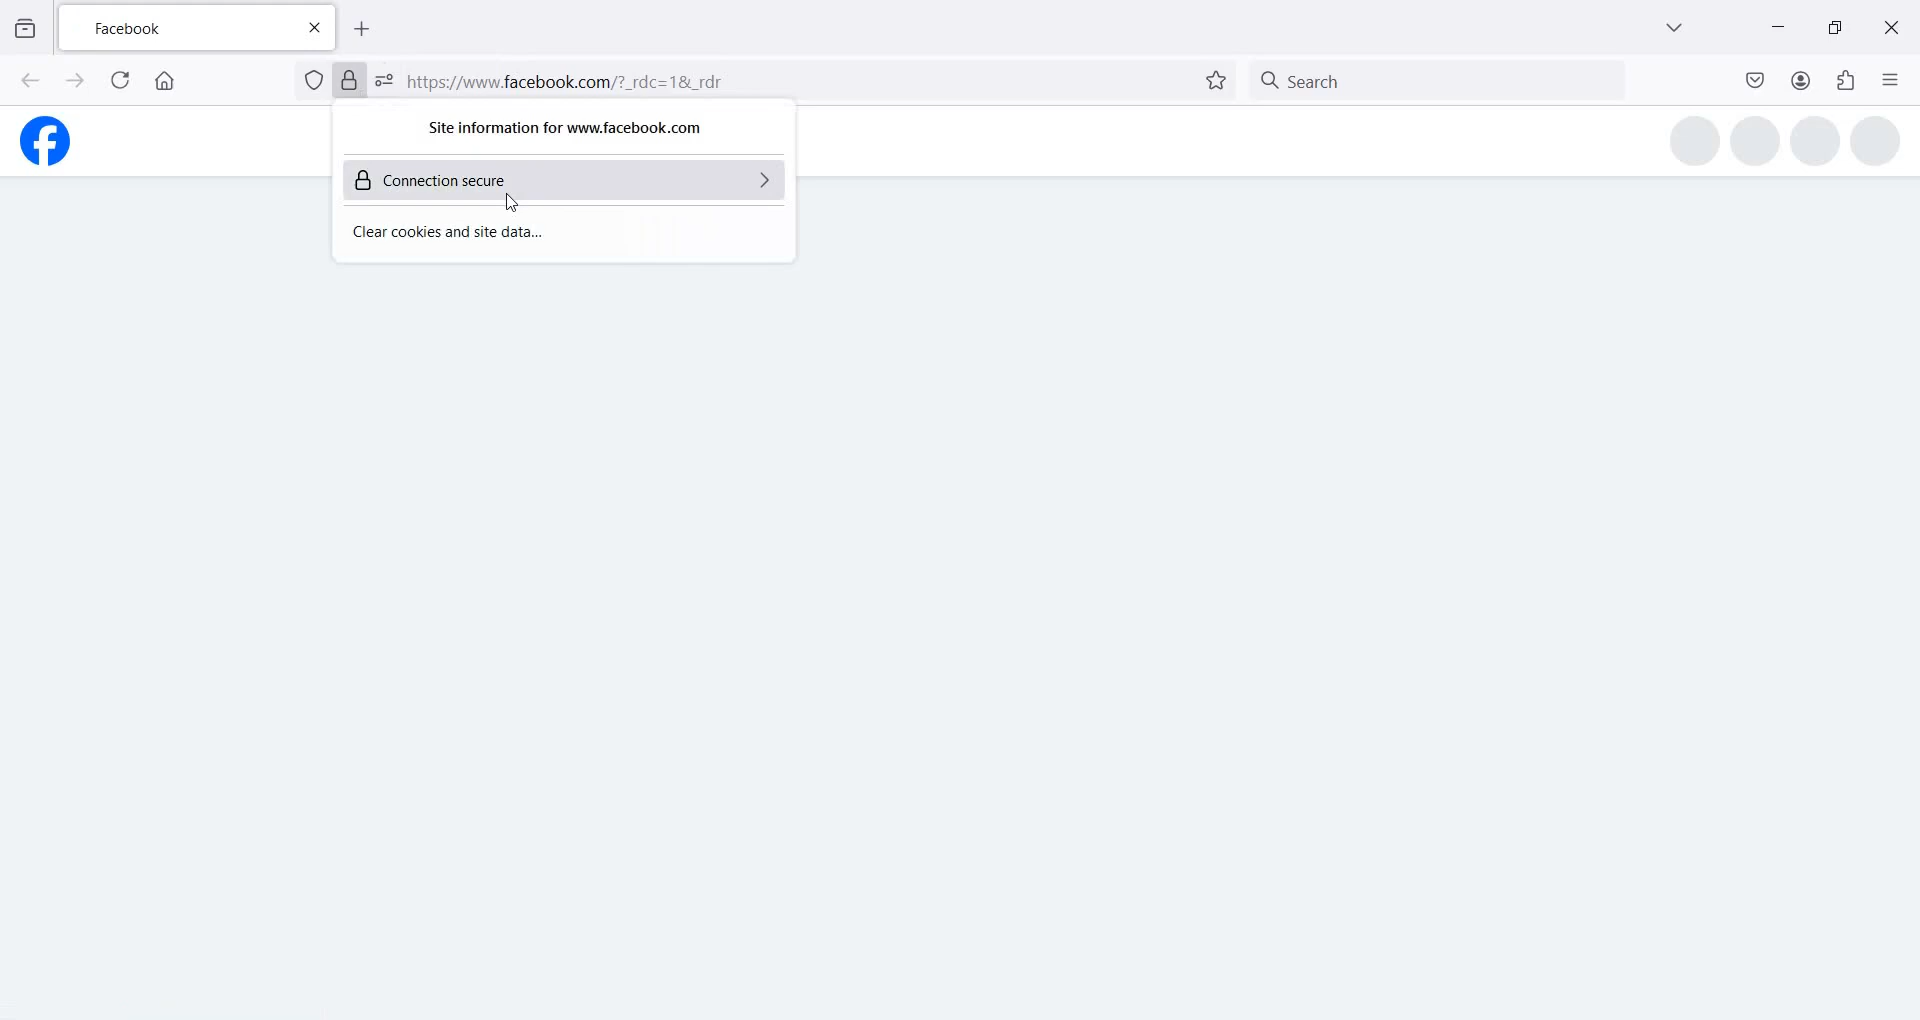 Facebook
https://www.facebook.com/?_rdc=1&_rdr
Search
Site information for www.facebook.com
Connection secure
Clear cookies and site data...